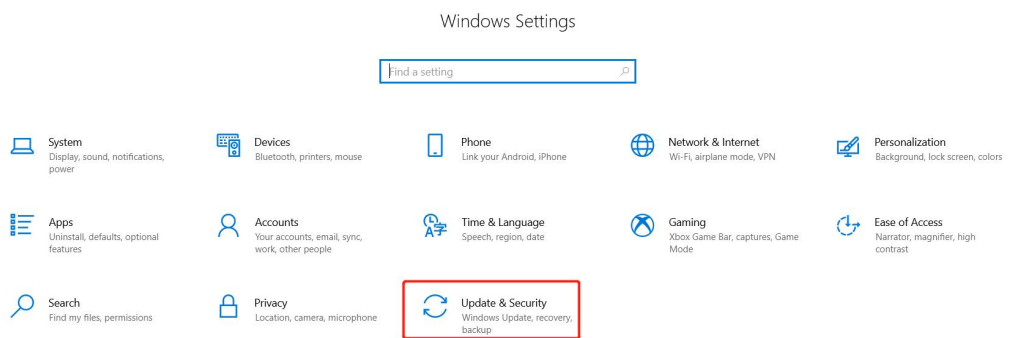 Windows Settings
Find a setting
System
Display, sound, notifications,
power
Devices
Bluetooth, printers, mouse
Phone
Link your Android, iPhone
Network & Internet
Wi-Fi, airplane mode, VPN
Personalization
Background, lock screen, colors
Apps
Uninstall, defaults, optional
features
Accounts
Your accounts, email, sync,
work, other people
Time & Language
Speech, region, date
Gaming
Xbox Game Bar, captures, Game
Mode
Ease of Access
Narrator, magnifier, high
contrast
Search
Find my files, permissions
Privacy
Location, camera, microphone
Update & Security
Windows Update, recovery,
backup